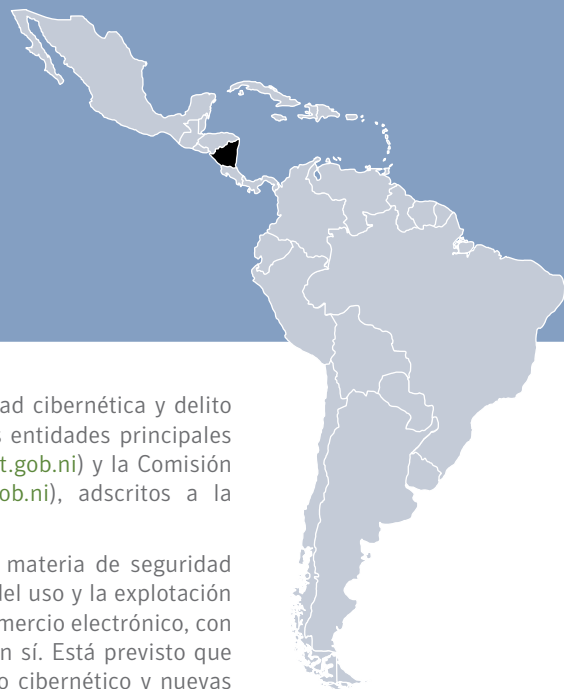 ad cibernética y delito
s entidades principales
t.gob.ni) y la Comisión
ob.ni), adscritos a la
materia de seguridad
del uso y la explotación
mercio electrónico, con
n sí. Está previsto que
o cibernético y nuevas